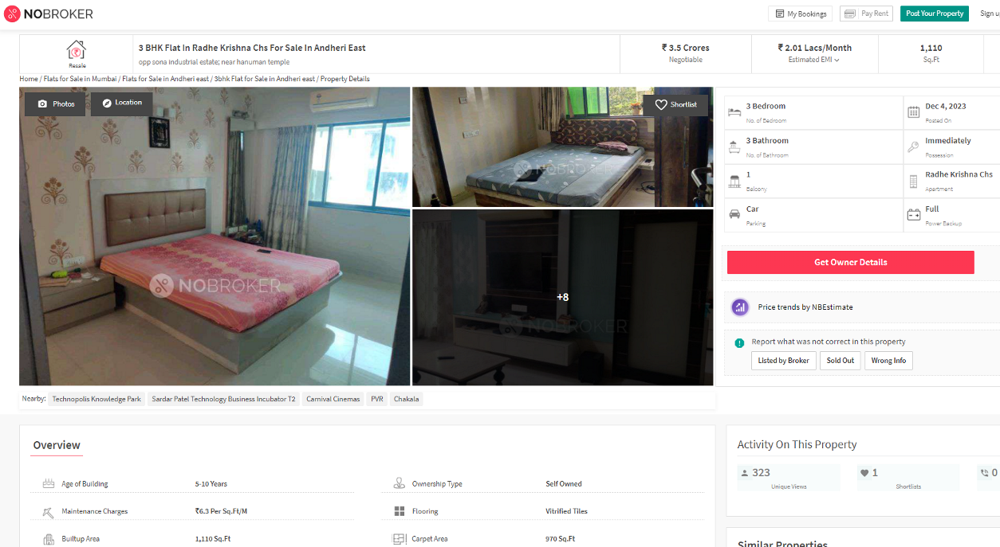 NOBROKER
My Bookings
Pay Rent
Post Your Property
Sign u
Resale
3 BHK Flat In Radhe Krishna Chs For Sale In Andheri East
opp sona industrial estate; near hanuman temple
₹ 3.5 Crores
Negotiable
₹ 2.01 Lacs/Month
Estimated EMI
1,110
Sq.Ft
Home / Flats for Sale in Mumbai / Flats for Sale in Andheri east / 3bhk Flat for Sale in Andheri east / Property Details
Photos
Location
Shortlist
NOBROKER
NOBROKER
+8
NOBROKER
3 Bedroom
No. of Bedroom
Dec 4, 2023
Posted On
3 Bathroom
No. of Bathroom
Immediately
Possession
1
Balcony
Radhe Krishna Chs
Apartment
Car
Parking
Full
Power Backup
Get Owner Details
Price trends by NBEstimate
Report what was not correct in this property
Listed by Broker
Sold Out
Wrong Info
Nearby: Technopolis Knowledge Park Sardar Patel Technology Business Incubator T2 Carnival Cinemas PVR Chakala
Overview
Age of Building 5-10 Years
Ownership Type Self Owned
Maintenance Charges ₹6.3 Per Sq.Ft/M
Flooring Vitrified Tiles
Builtup Area 1,110 Sq.Ft
Carpet Area 970 Sq.Ft
Activity On This Property
323
Unique Views
1
Shortlists
0
Similar Properties